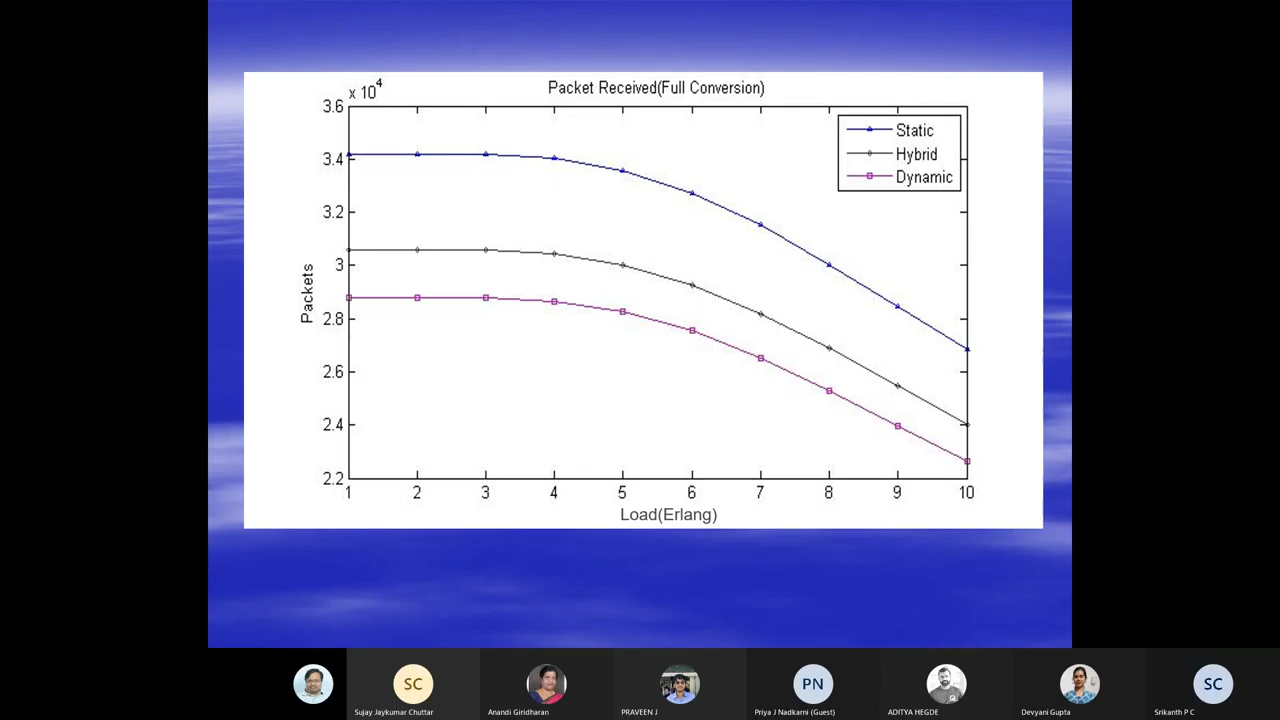 Packet Received(Full Conversion)
x 10^4
3.6
3.4
3.2
3
2.8
2.6
2.4
2.2
Packets
Static
Hybrid
Dynamic
1 2 3 4 5 6 7 8 9 10
Load(Erlang)
SC PN SC
Sujay Jaykumar Chuttar Anandi Giridharan PRAVEEN J Priya J Nadkarni (Guest) ADITYA HEGDE Devyani Gupta Srikanth P C